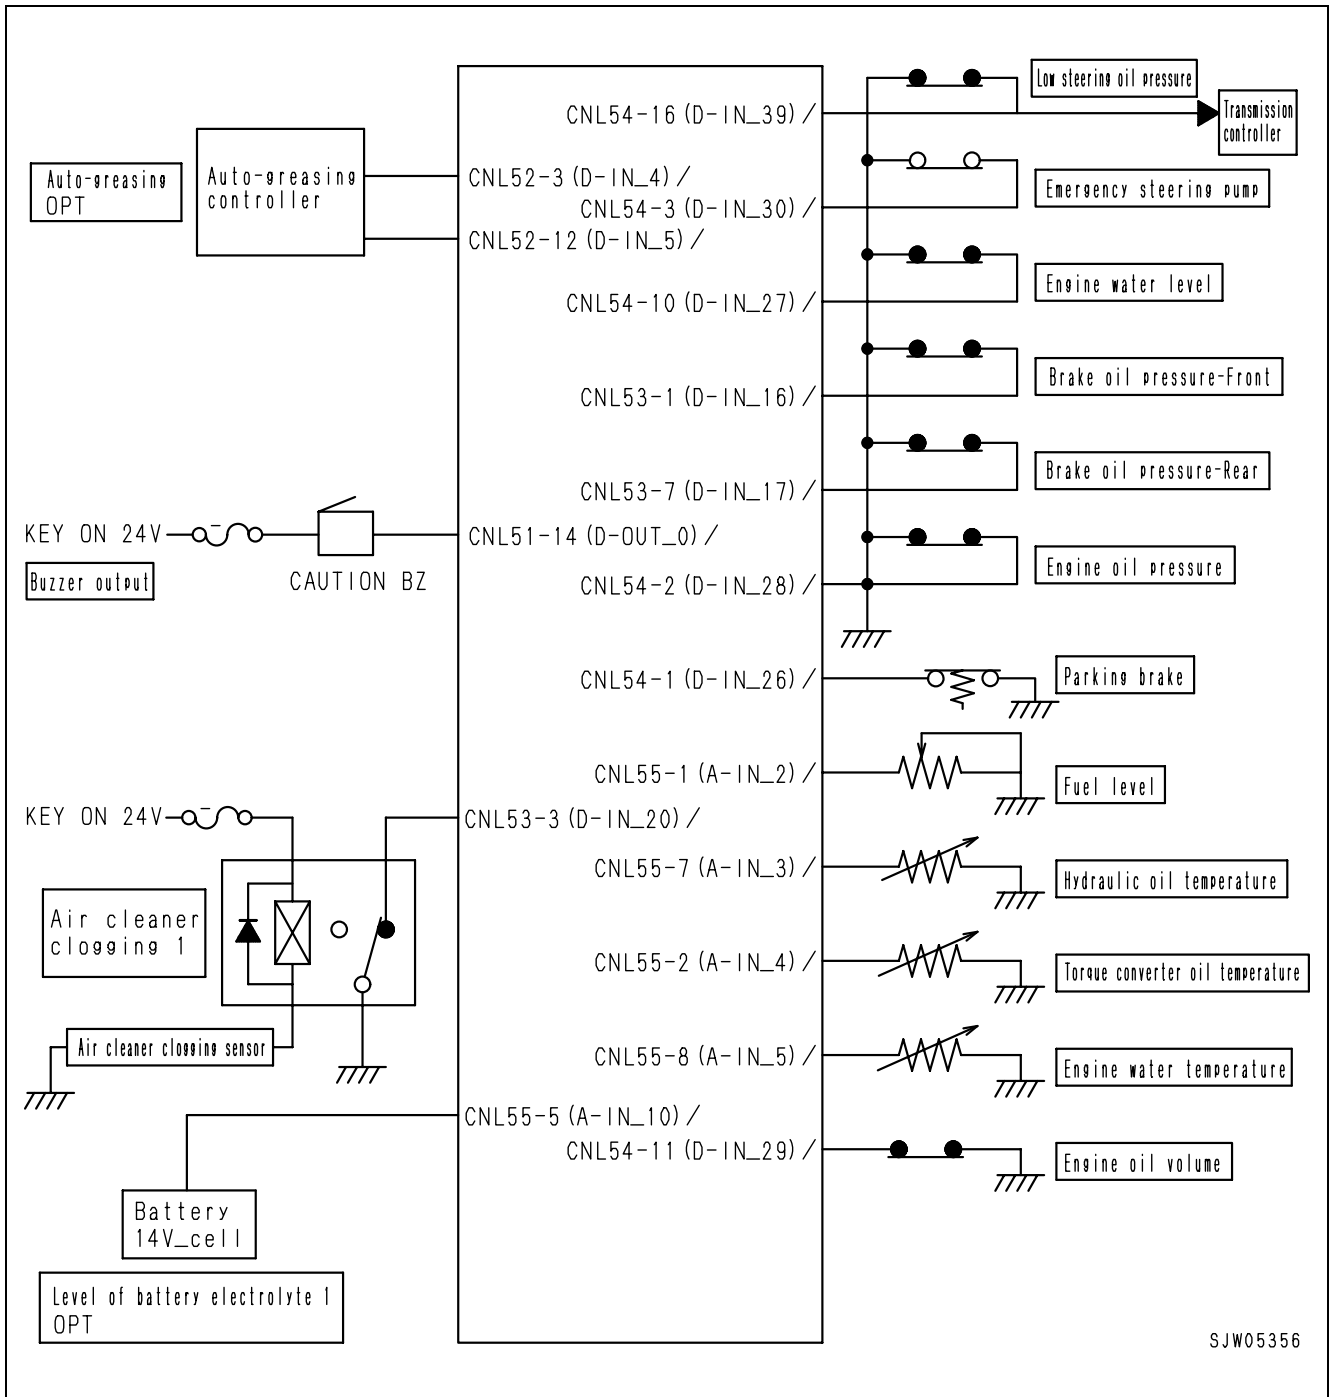 Low steering oil pressure
CNL54-16 (D-IN_39) /
Transmission
controller
Auto-greasing
OPT
Auto-greasing
controller
CNL52-3 (D-IN_4) /
Emergency steering pump
CNL54-3 (D-IN_30) /
CNL52-12 (D-IN_5) /
Engine water level
CNL54-10 (D-IN_27) /
Brake oil pressure-Front
CNL53-1 (D-IN_16) /
Brake oil pressure-Rear
CNL53-7 (D-IN_17) /
KEY ON 24V
CNL51-14 (D-OUT_0) /
Buzzer output
CAUTION BZ
Engine oil pressure
CNL54-2 (D-IN_28) /
CNL54-1 (D-IN_26) /
Parking brake
CNL55-1 (A-IN_2) /
Fuel level
KEY ON 24V
CNL53-3 (D-IN_20) /
CNL55-7 (A-IN_3) /
Hydraulic oil temperature
Air cleaner
clogging 1
CNL55-2 (A-IN_4) /
Torque converter oil temperature
Air cleaner clogging sensor
CNL55-8 (A-IN_5) /
Engine water temperature
CNL55-5 (A-IN_10) /
CNL54-11 (D-IN_29) /
Engine oil volume
Battery
14V_cell
Level of battery electrolyte 1
OPT
SJW05356